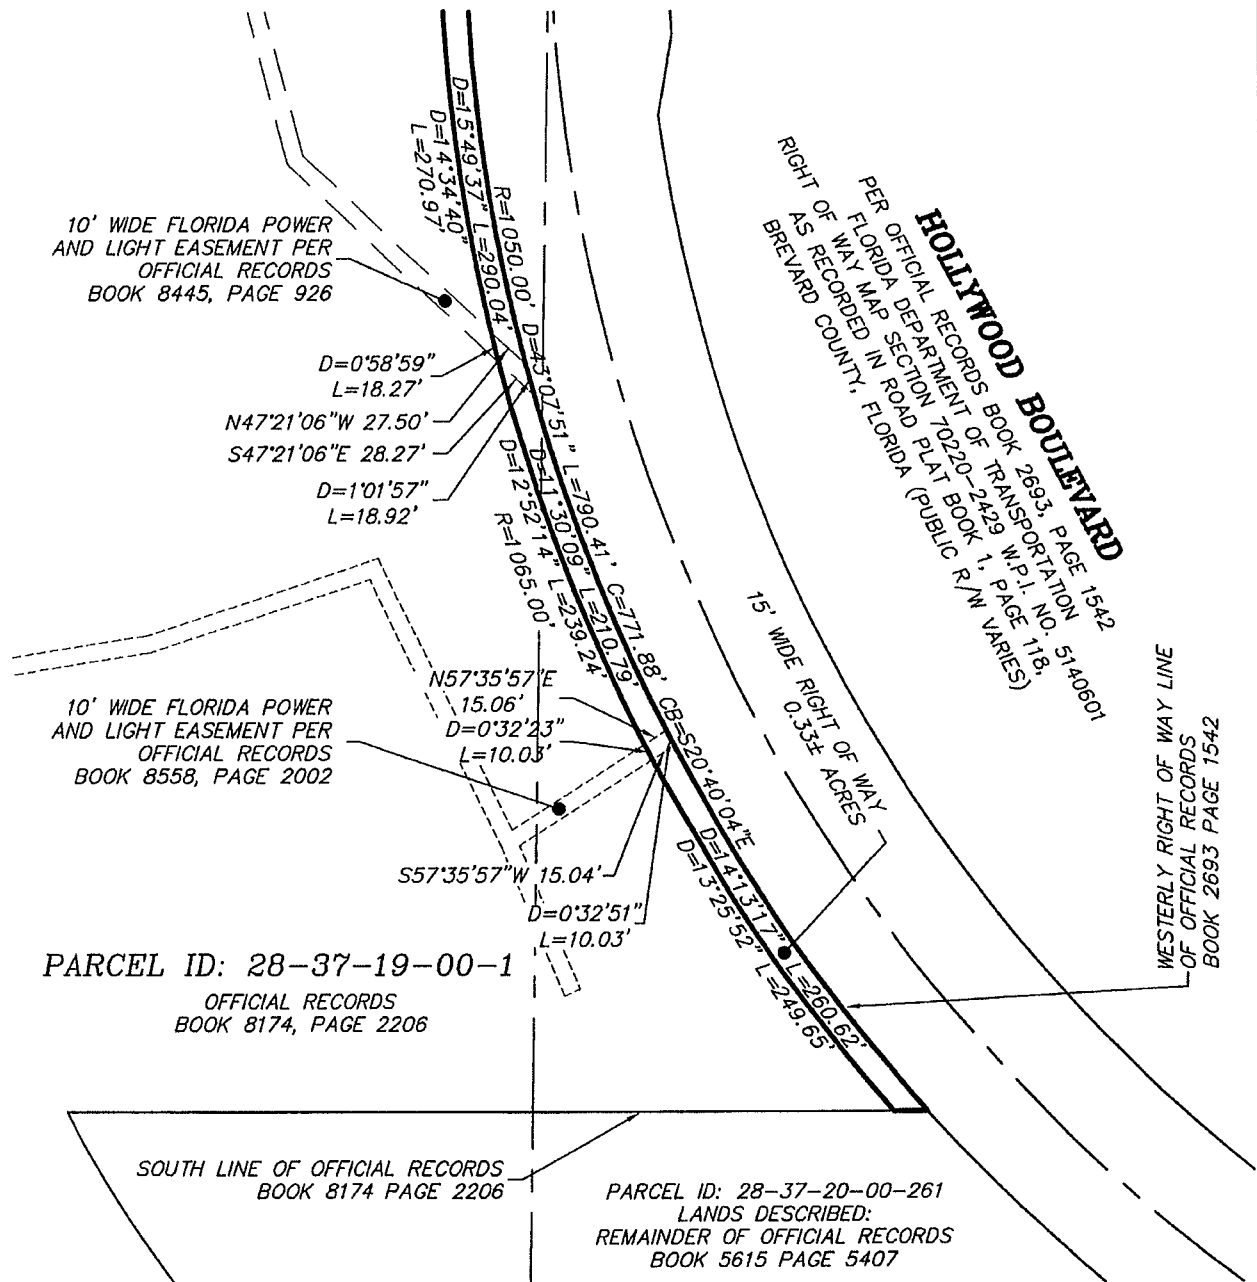 HOLLYWOOD BOULEVARD
PER OFFICIAL RECORDS BOOK 2693, PAGE 1542
FLORIDA DEPARTMENT OF TRANSPORTATION
RIGHT OF WAY MAP SECTION 70220-2429 W.P.I. NO. 5140601
AS RECORDED IN ROAD PLAT BOOK 1, PAGE 118,
BREVARD COUNTY, FLORIDA (PUBLIC R/W VARIES)
R=1050.00' D=43°07'51" L=790.41' C=771.88' CB=S20°40'04"E
D=15°49'37" L=290.04'
D=14°34'40"
L=270.97'
10' WIDE FLORIDA POWER
AND LIGHT EASEMENT PER
OFFICIAL RECORDS
BOOK 8445, PAGE 926
D=0°58'59"
L=18.27'
N47°21'06"W 27.50'
S47°21'06"E 28.27'
D=1°01'57"
L=18.92'
D=11°30'09" L=210.79'
D=12°52'14" L=239.24'
R=1065.00'
15' WIDE RIGHT OF WAY
0.33± ACRES
N57°35'57"E
15.06'
D=0°32'23"
L=10.03'
10' WIDE FLORIDA POWER
AND LIGHT EASEMENT PER
OFFICIAL RECORDS
BOOK 8558, PAGE 2002
S57°35'57"W 15.04'
D=0°32'51"
L=10.03'
D=14°13'17" L=260.62'
D=13°25'52" L=249.65'
WESTERLY RIGHT OF WAY LINE
OF OFFICIAL RECORDS
BOOK 2693 PAGE 1542
PARCEL ID: 28-37-19-00-1
OFFICIAL RECORDS
BOOK 8174, PAGE 2206
SOUTH LINE OF OFFICIAL RECORDS
BOOK 8174 PAGE 2206
PARCEL ID: 28-37-20-00-261
LANDS DESCRIBED:
REMAINDER OF OFFICIAL RECORDS
BOOK 5615 PAGE 5407